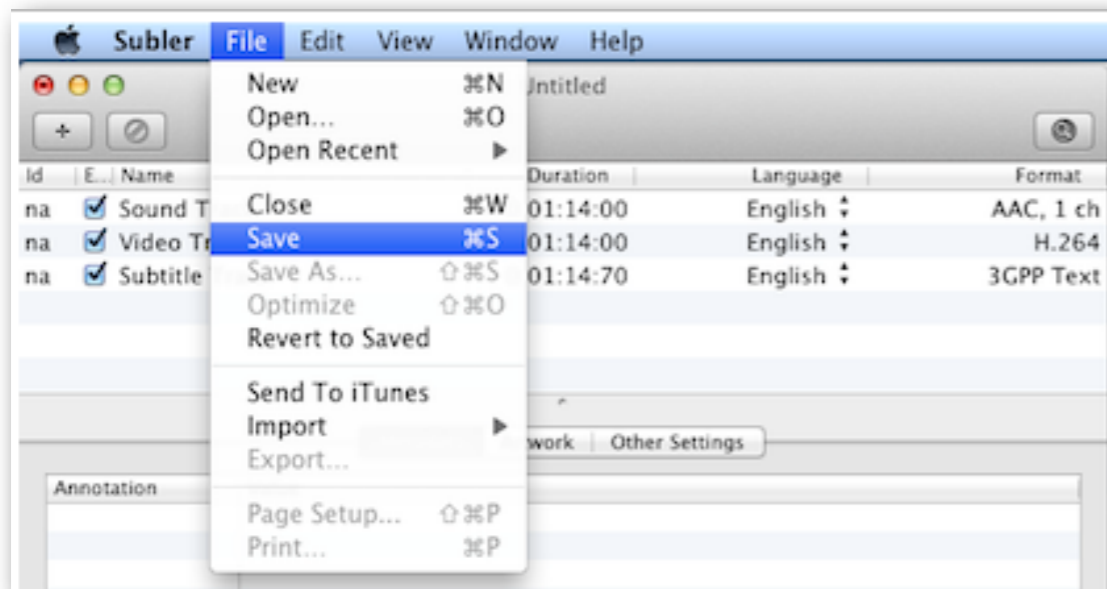 Subler File Edit View Window Help
New ⌘N
Untitled
Open... ⌘O
Open Recent
Id E... Name Duration Language Format
Close ⌘W
na Sound T 01:14:00 English AAC, 1 ch
Save ⌘S
na Video Tr 01:14:00 English H.264
Save As... ⇧⌘S
na Subtitle 01:14:70 English 3GPP Text
Optimize ⇧⌘O
Revert to Saved
Send To iTunes
Import
work Other Settings
Export...
Annotation
Page Setup... ⇧⌘P
Print... ⌘P